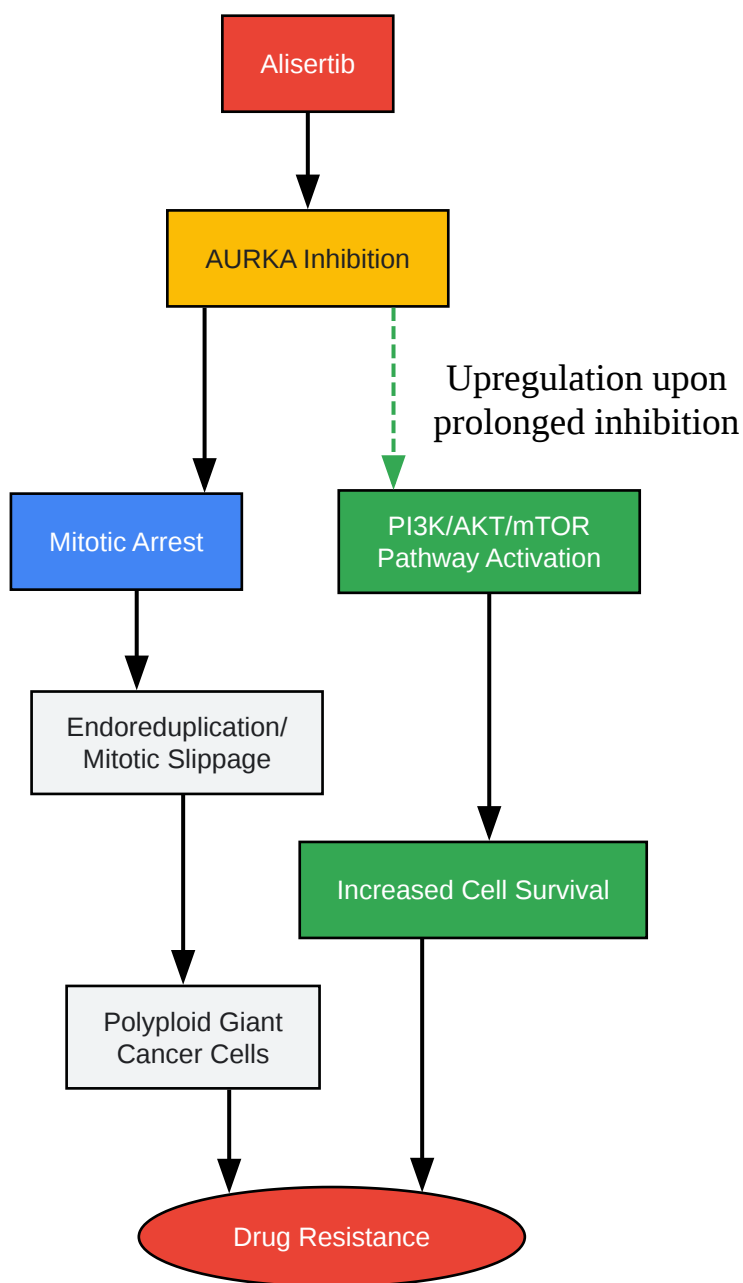 Alisertib
AURKA Inhibition
Upregulation upon
prolonged inhibition
Mitotic Arrest
PI3K/AKT/mTOR
Pathway Activation
Endoreduplication/
Mitotic Slippage
Increased Cell Survival
Polyploid Giant
Cancer Cells
Drug Resistance